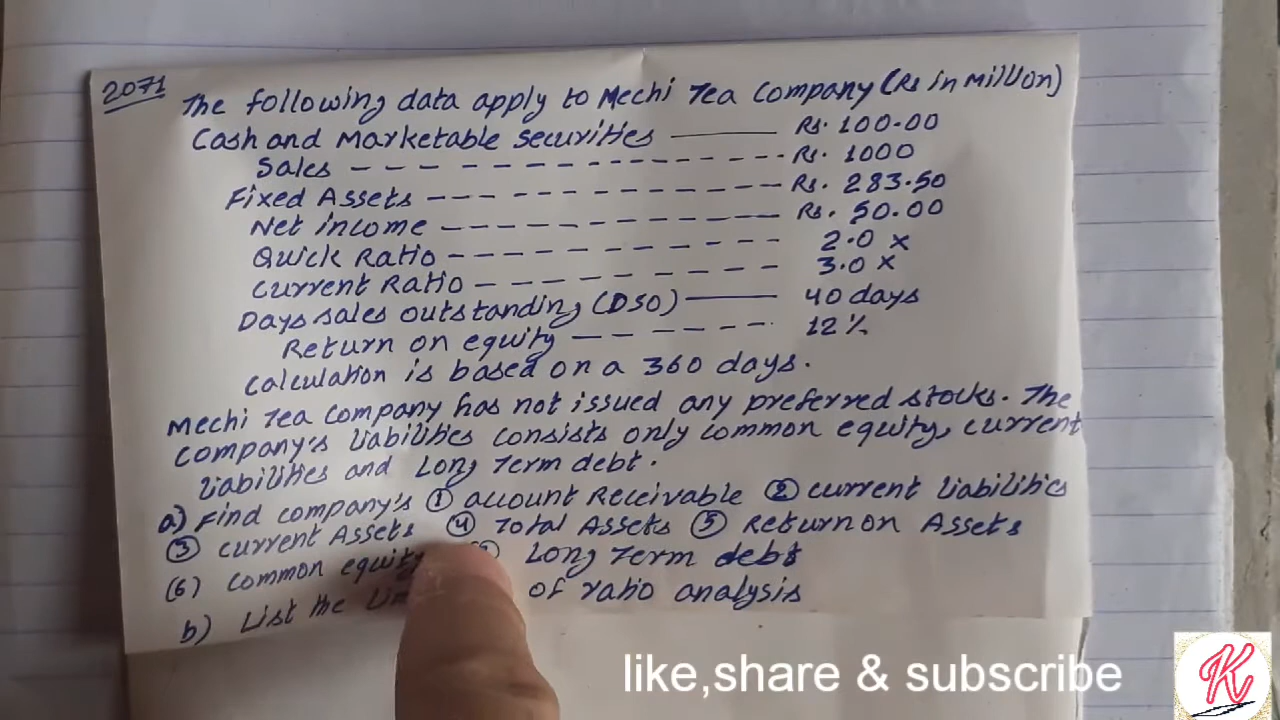 2071
The following data apply to Mechi Tea Company (Rs in Million)
Cash and Marketable Securities Rs. 100.00
Sales Rs. 1000
Fixed Assets Rs. 283.50
Net income Rs. 50.00
Quick Ratio 2.0 x
Current Ratio 3.0 x
Days sales outstanding (DSO) 40 days
Return on equity 12 %
Calculation is based on a 360 days.
Mechi Tea Company has not issued any preferred stocks. The
company's liabilities consists only common equity, current
liabilities and Long Term debt.
a) Find company's ① account Receivable ② current liabilities
③ current Assets ④ Total Assets ⑤ Return on Assets
(6) common equity Long Term debt
b) List the of ratio analysis
like,share & subscribe
K